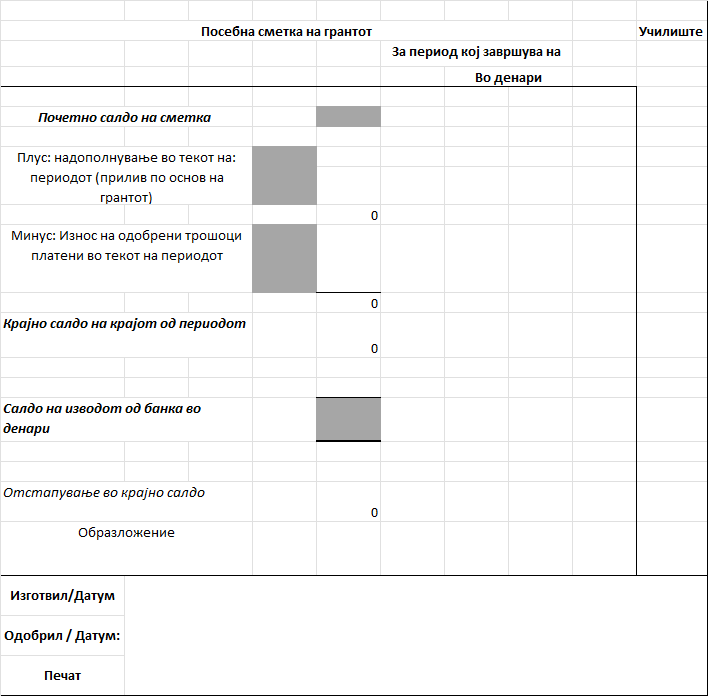 Посебна сметка на грантот
Училиште
За период кој завршува на
Во денари
Почетно салдо на сметка
Плус: надополнување во текот на:
периодот (прилив по основ на
грантот)
0
Минус: Износ на одобрени трошоци
платени во текот на периодот
0
Крајно салдо на крајот од периодот
0
Салдо на изводот од банка во
денари
Отстапување во крајно салдо
0
Образложение
Изготвил/Датум
Одобрил / Датум:
Печат